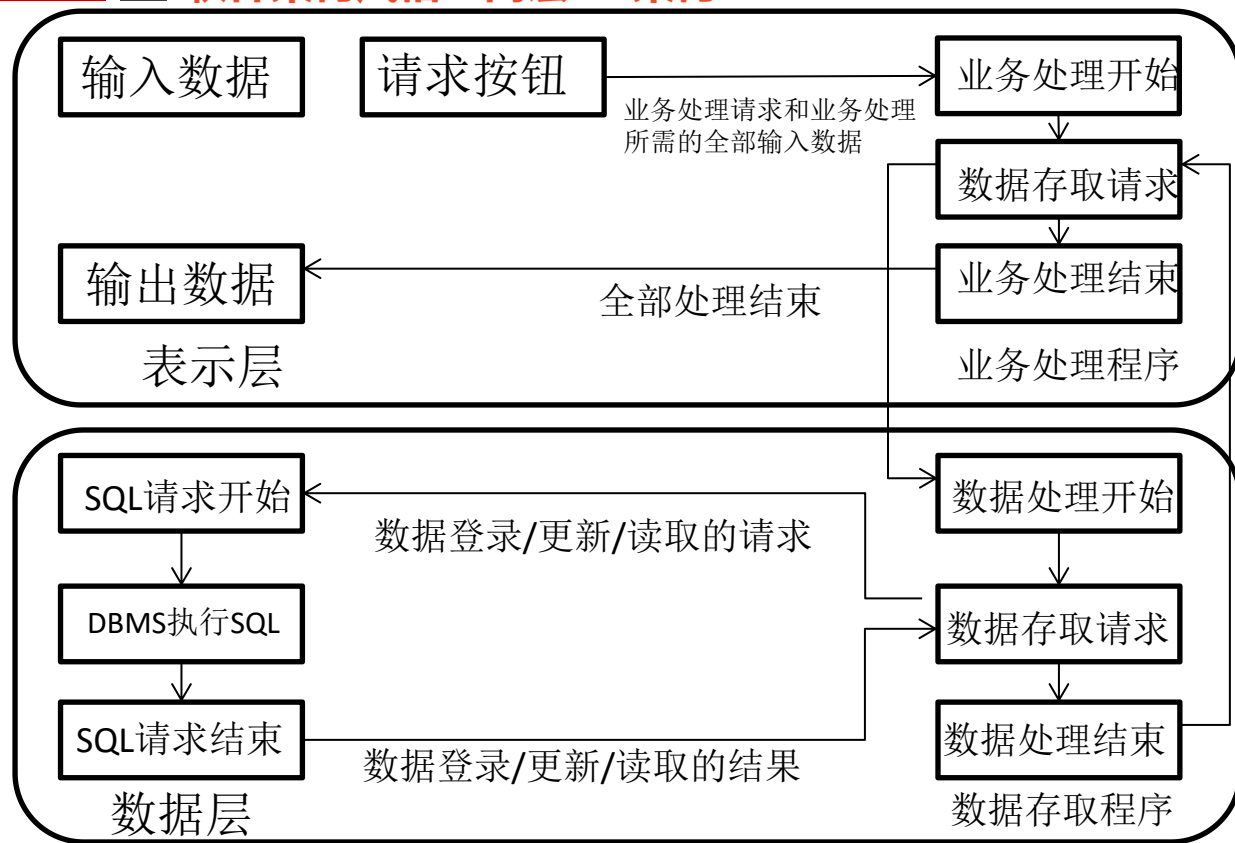 输入数据
请求按钮
业务处理开始
业务处理请求和业务处理
所需的全部输入数据
数据存取请求
输出数据
业务处理结束
全部处理结束
表示层
业务处理程序
SQL请求开始
数据处理开始
数据登录/更新/读取的请求
DBMS执行SQL
数据存取请求
SQL请求结束
数据处理结束
数据登录/更新/读取的结果
数据层
数据存取程序